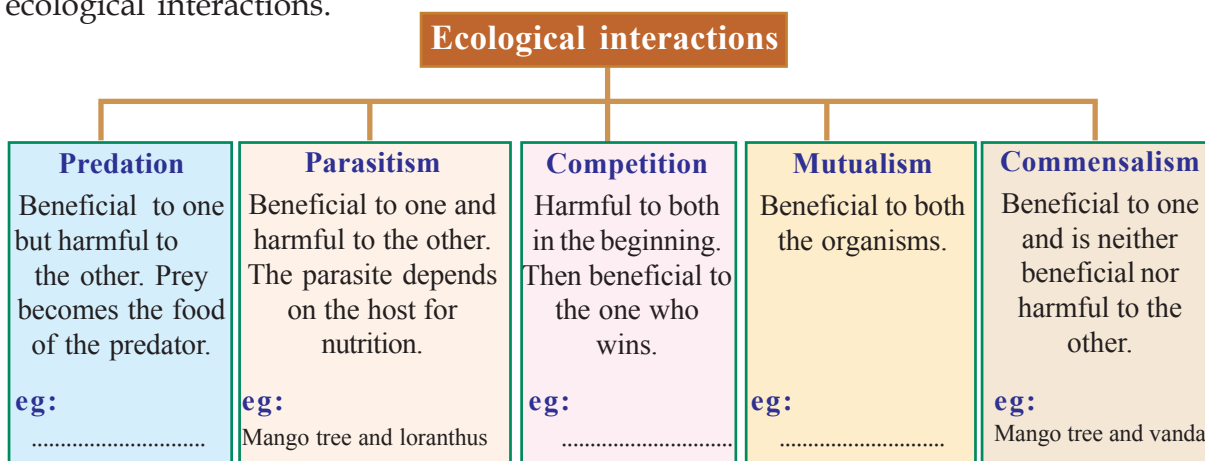 ecological interactions.
Ecological interactions
Predation
Beneficial to one
but harmful to
the other. Prey
becomes the food
of the predator.
eg:
..............................
Parasitism
Beneficial to one and
harmful to the other.
The parasite depends
on the host for
nutrition.
eg:
Mango tree and loranthus
Competition
Harmful to both
in the beginning.
Then beneficial to
the one who
wins.
eg:
..............................
Mutualism
Beneficial to both
the organisms.
eg:
............................
Commensalism
Beneficial to one
and is neither
beneficial nor
harmful to the
other.
eg:
Mango tree and vanda